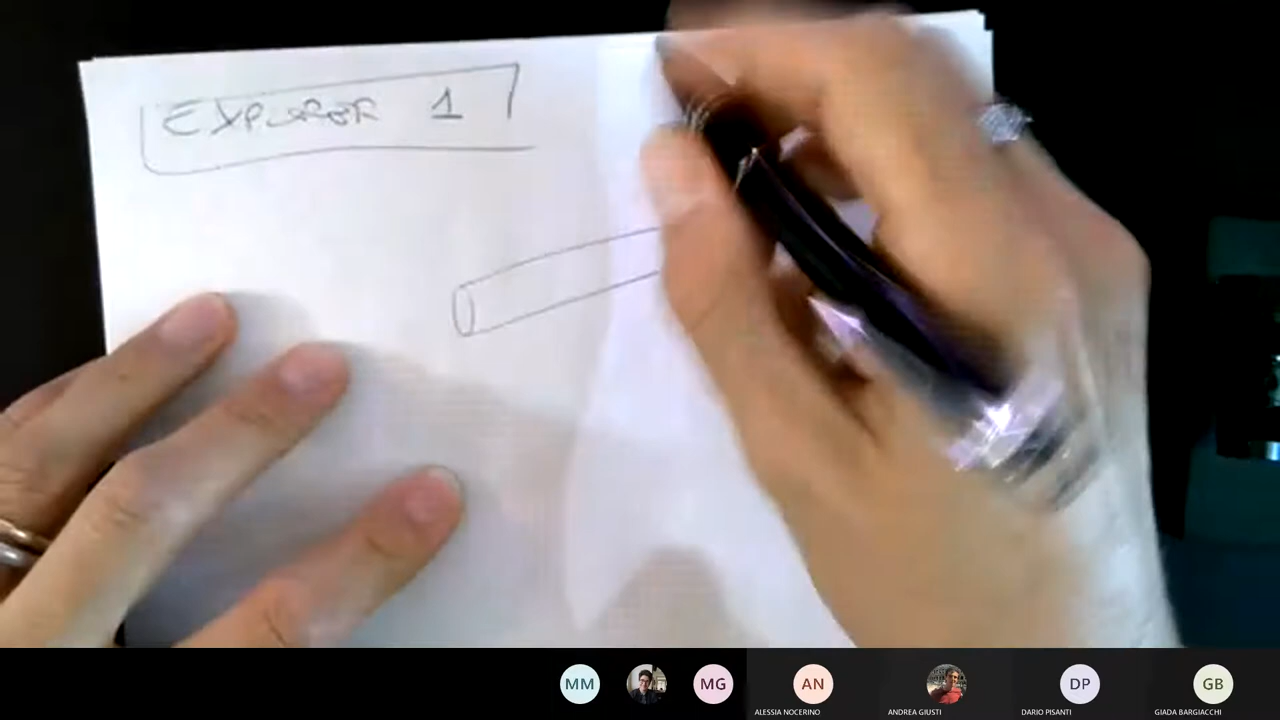 EXPLORER 1
MM
MG
AN
DP
GB
ALESSIA NOCERINO
ANDREA GIUSTI
DARIO PISANTI
GIADA BARGIACCHI